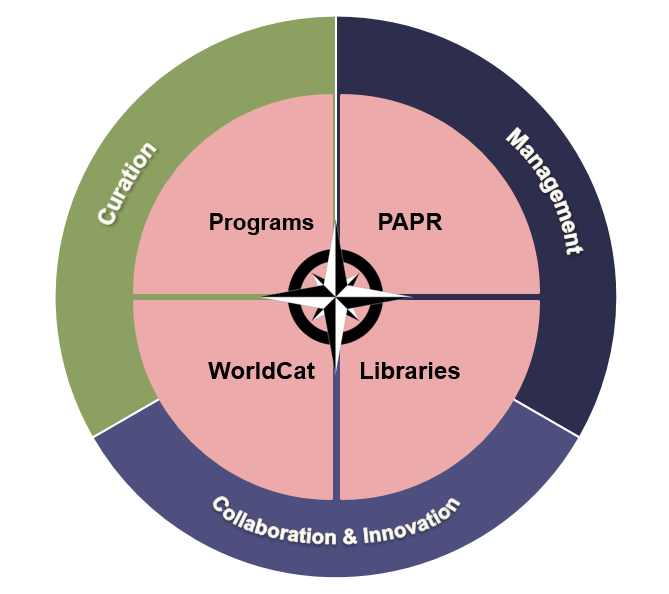 Curation
Management
Programs
PAPR
WorldCat
Libraries
Collaboration & Innovation